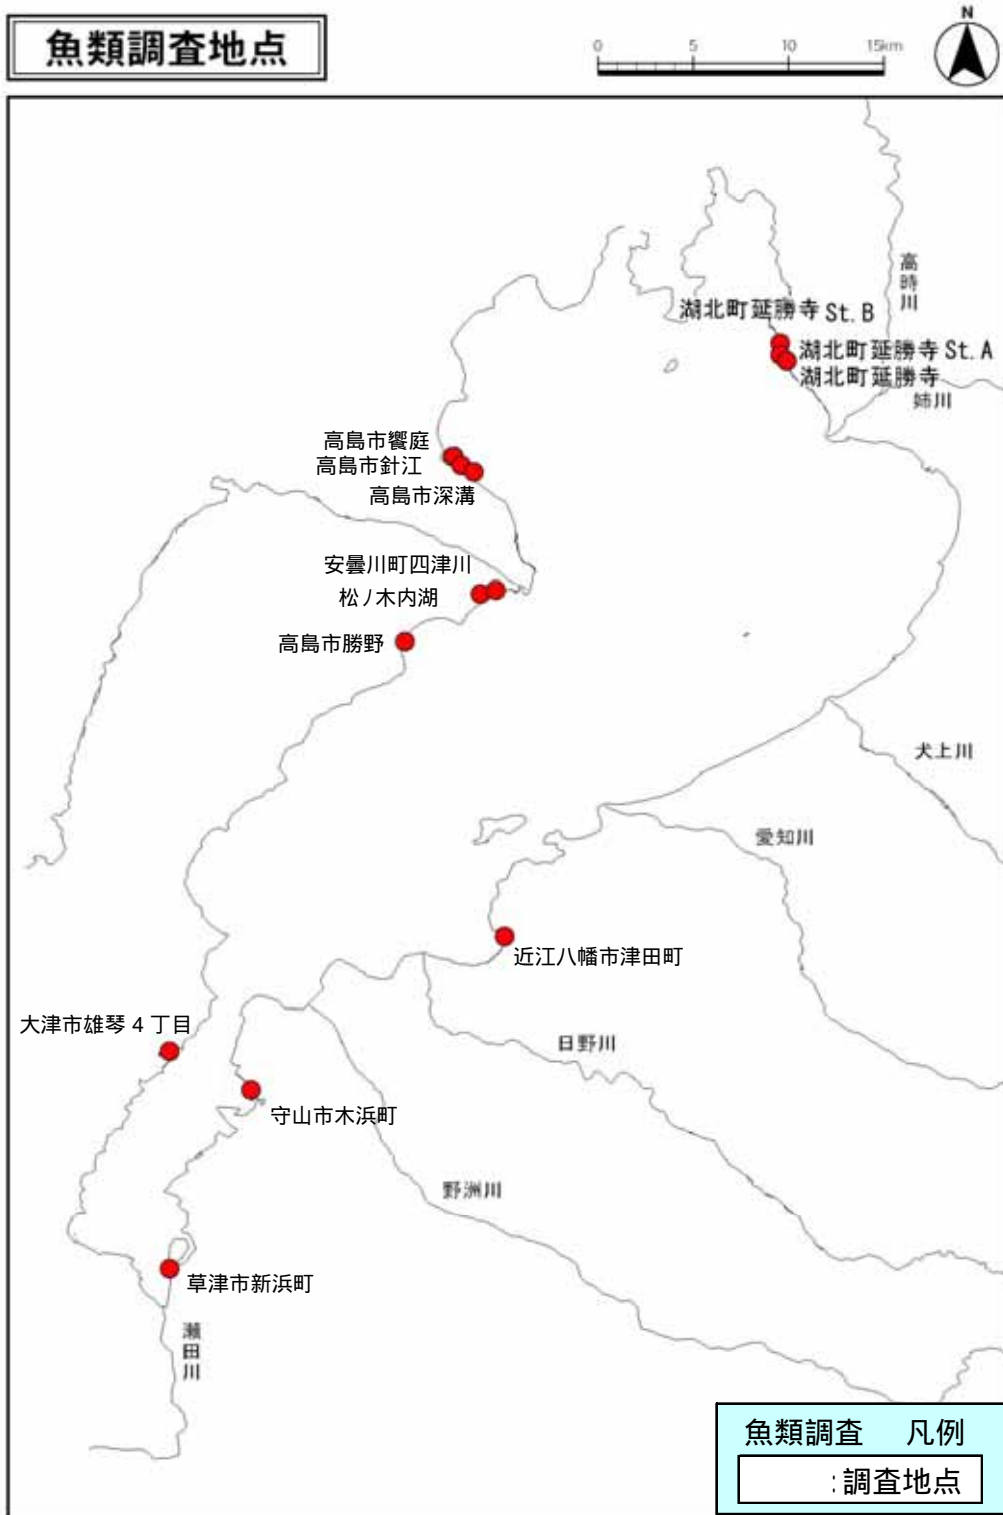 魚類調査地点
N
0 5 10 15km
高時川
湖北町延勝寺 St. B
湖北町延勝寺 St. A
湖北町延勝寺
姉川
高島市饗庭
高島市針江
高島市深溝
安曇川町四津川
松ノ木内湖
高島市勝野
犬上川
愛知川
近江八幡市津田町
大津市雄琴4丁目
日野川
守山市木浜町
野洲川
草津市新浜町
瀬田川
魚類調査 凡例
:調査地点